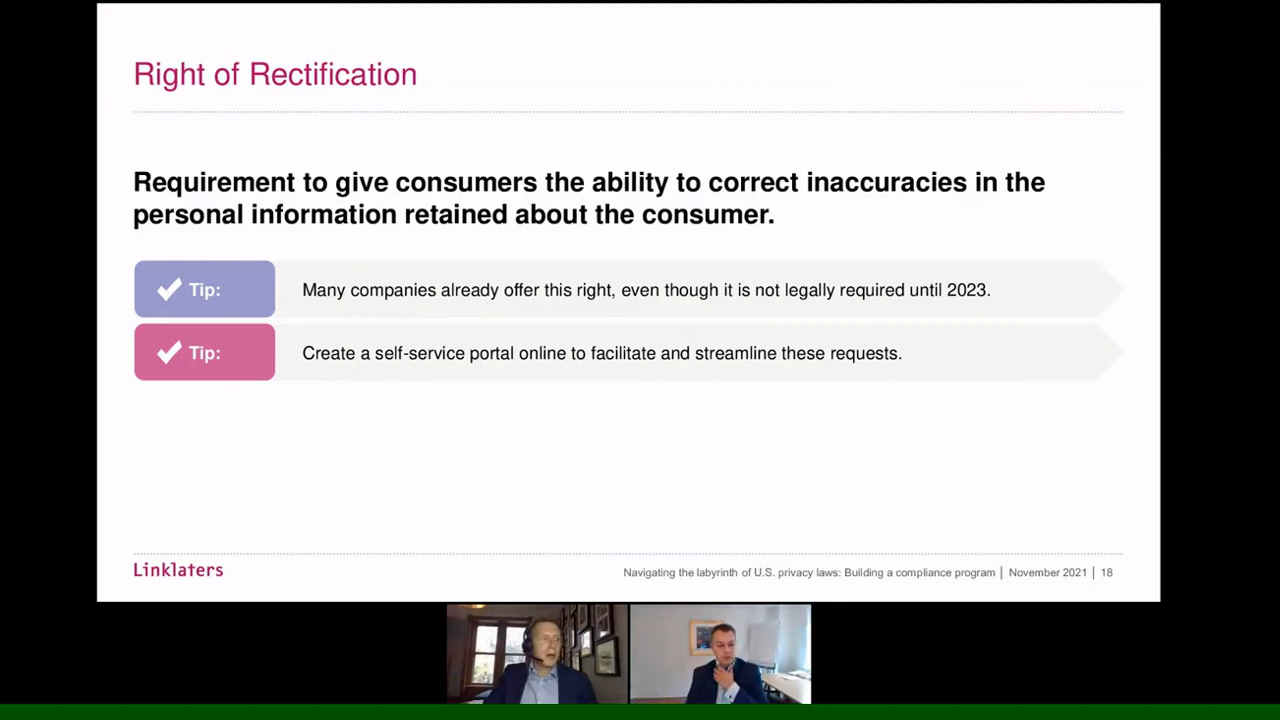 Right of Rectification
Requirement to give consumers the ability to correct inaccuracies in the
personal information retained about the consumer.
Tip: Many companies already offer this right, even though it is not legally required until 2023.
Tip: Create a self-service portal online to facilitate and streamline these requests.
Linklaters Navigating the labyrinth of U.S. privacy laws: Building a compliance program | November 2021 | 18